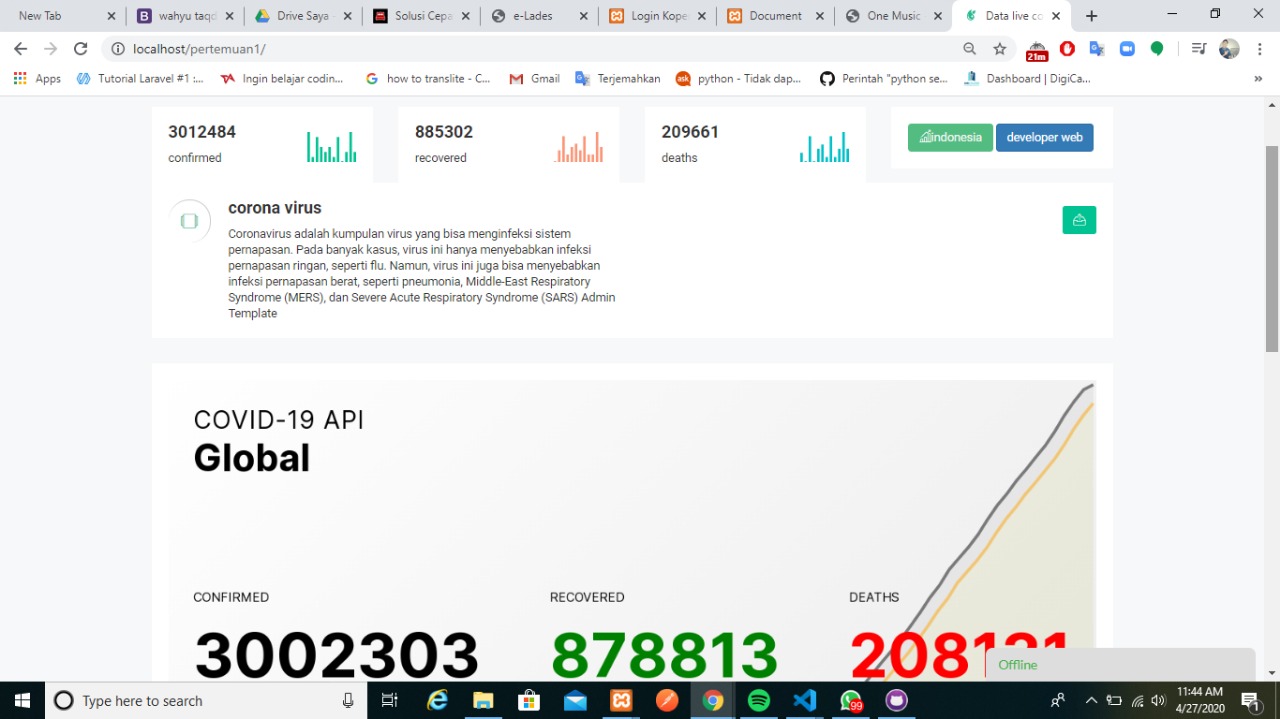 New Tab
wahyu taqd
Drive Saya -
Solusi Cepa
e-Lades
Login Kope
Document
One Music
Data live co
localhost/pertemuan1/
21m
Apps
Tutorial Laravel #1 :...
Ingin belajar codin...
how to translite - C...
Gmail
Terjemahkan
ask
python - Tidak dap...
Perintah "python se...
Dashboard | DigiCa...
»
3012484
confirmed
885302
recovered
209661
deaths
indonesia
developer web
corona virus
Coronavirus adalah kumpulan virus yang bisa menginfeksi sistem
pernapasan. Pada banyak kasus, virus ini hanya menyebabkan infeksi
pernapasan ringan, seperti flu. Namun, virus ini juga bisa menyebabkan
infeksi pernapasan berat, seperti pneumonia, Middle-East Respiratory
Syndrome (MERS), dan Severe Acute Respiratory Syndrome (SARS) Admin
Template
COVID-19 API
Global
CONFIRMED
RECOVERED
DEATHS
3002303
878813
208131
Offline
Type here to search
99
11:44 AM
4/27/2020
1